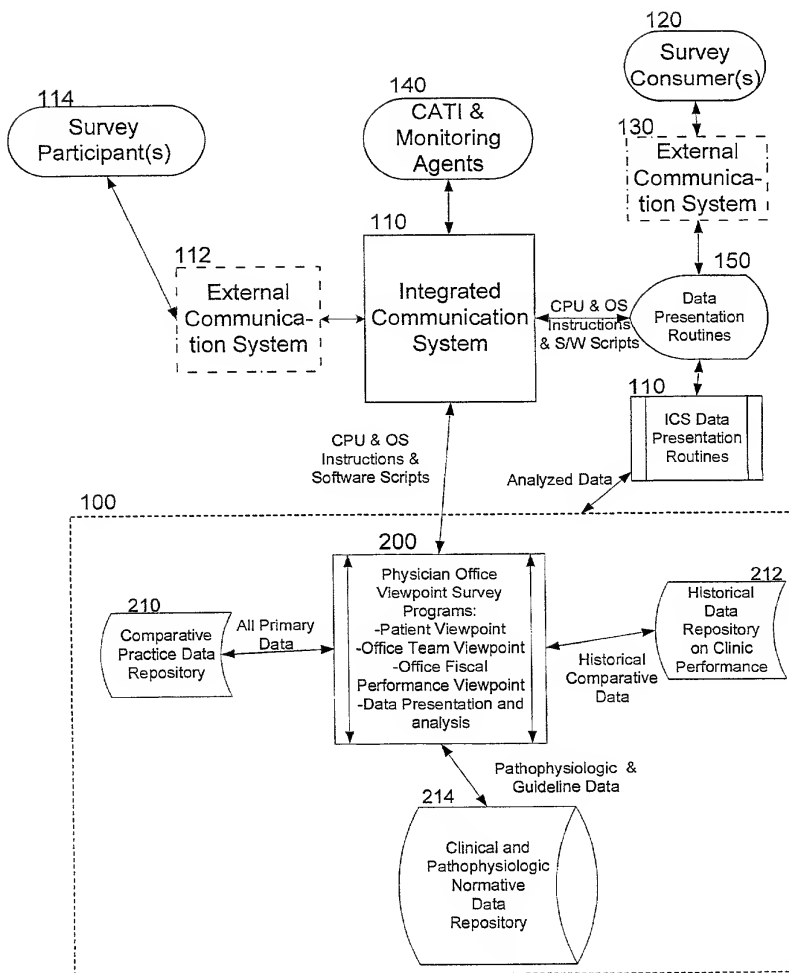 120
Survey
Consumer(s)
114
Survey
Participant(s)
140
CATI &
Monitoring
Agents
130
External
Communica-
tion System
112
External
Communica-
tion System
110
Integrated
Communication
System
CPU & OS
Instructions
& S/W Scripts
150
Data
Presentation
Routines
110
ICS Data
Presentation
Routines
CPU & OS
Instructions &
Software Scripts
Analyzed Data
100
200
Physician Office
Viewpoint Survey
Programs:
-Patient Viewpoint
-Office Team Viewpoint
-Office Fiscal
Performance Viewpoint
-Data Presentation and
analysis
210
Comparative
Practice Data
Repository
All Primary
Data
212
Historical
Data
Repository
on Clinic
Performance
Historical
Comparative
Data
Pathophysiologic &
Guideline Data
214
Clinical and
Pathophysiologic
Normative
Data
Repository